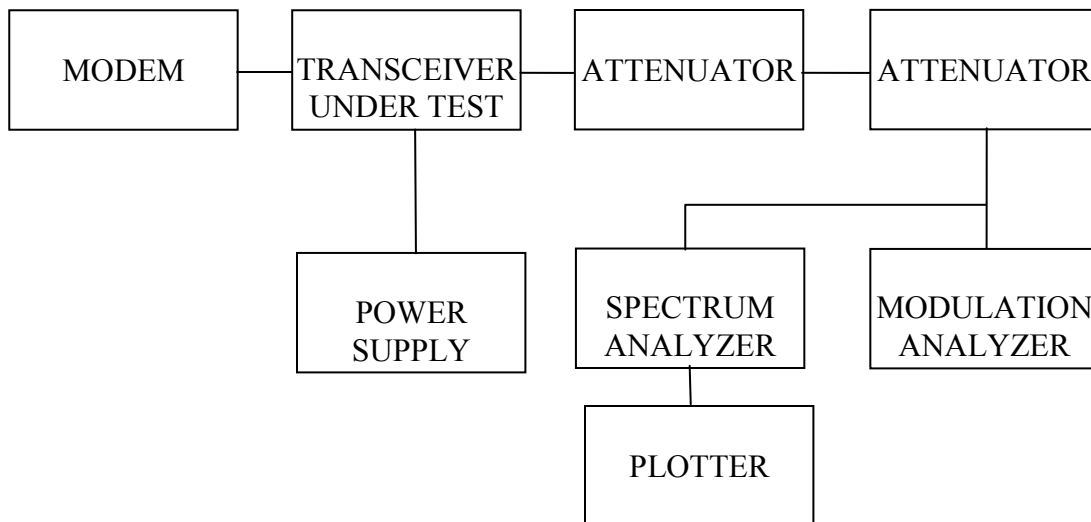 MODEM
TRANSCEIVER
UNDER TEST
ATTENUATOR
ATTENUATOR
POWER
SUPPLY
SPECTRUM
ANALYZER
MODULATION
ANALYZER
PLOTTER